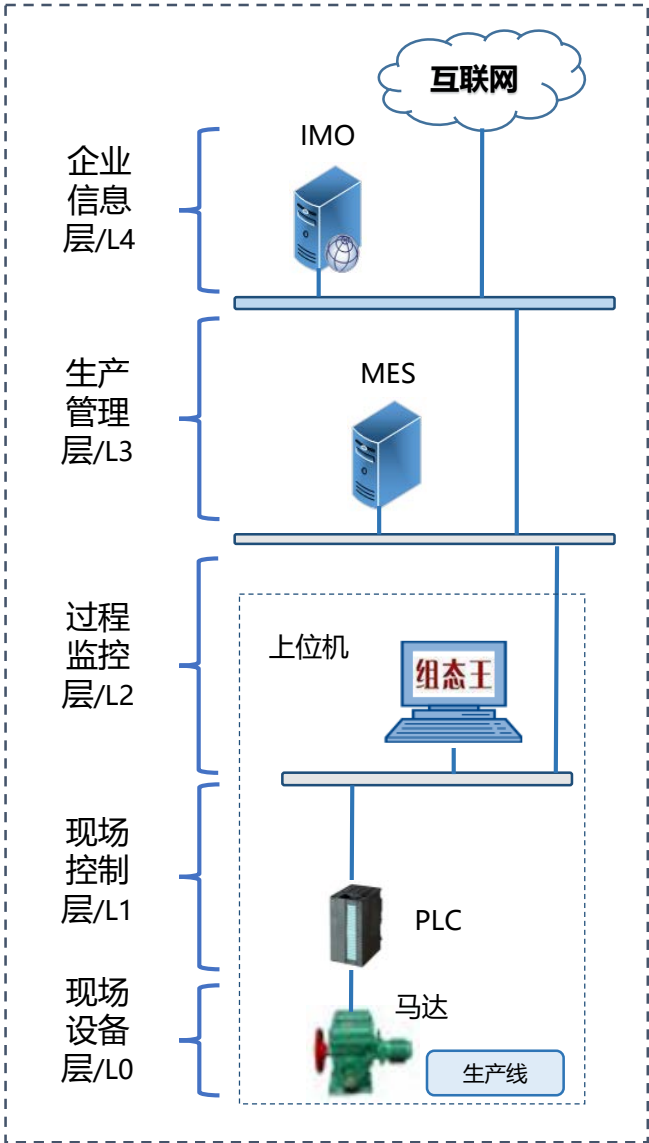 互联网
IMO
企业
信息
层/L4
MES
生产
管理
层/L3
过程
监控
层/L2
上位机
组态王
现场
控制
层/L1
PLC
现场
设备
层/L0
马达
生产线